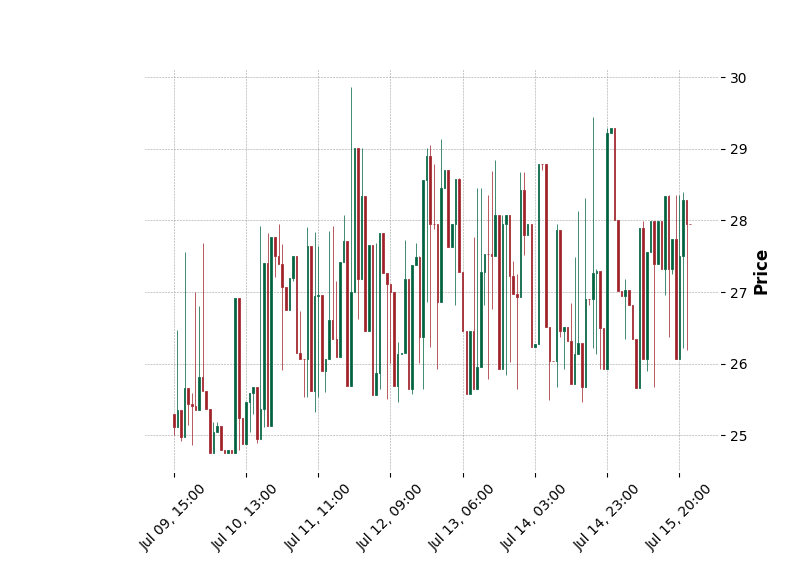 30
29
28
27
26
25
Price
Jul 09, 15:00
Jul 10, 13:00
Jul 11, 11:00
Jul 12, 09:00
Jul 13, 06:00
Jul 14, 03:00
Jul 14, 23:00
Jul 15, 20:00